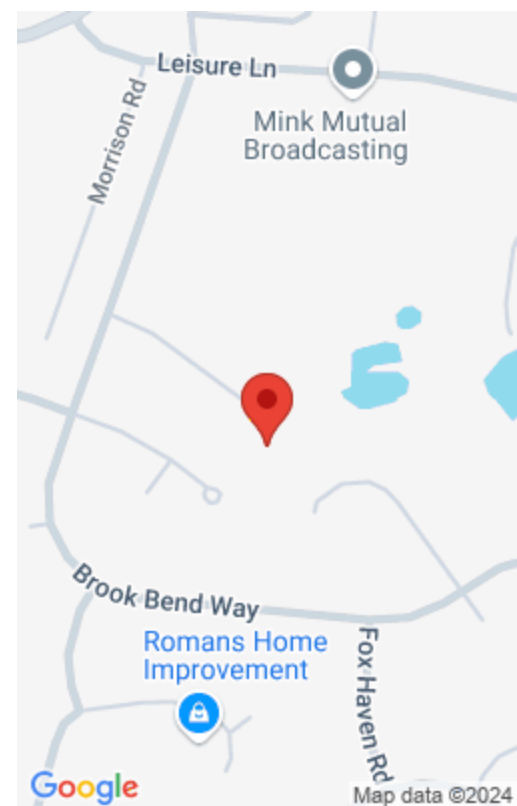 Leisure Ln
Morrison Rd
Mink Mutual
Broadcasting
Brook Bend Way
Romans Home
Improvement
Fox Haven Rd
Google
Map data ©2024